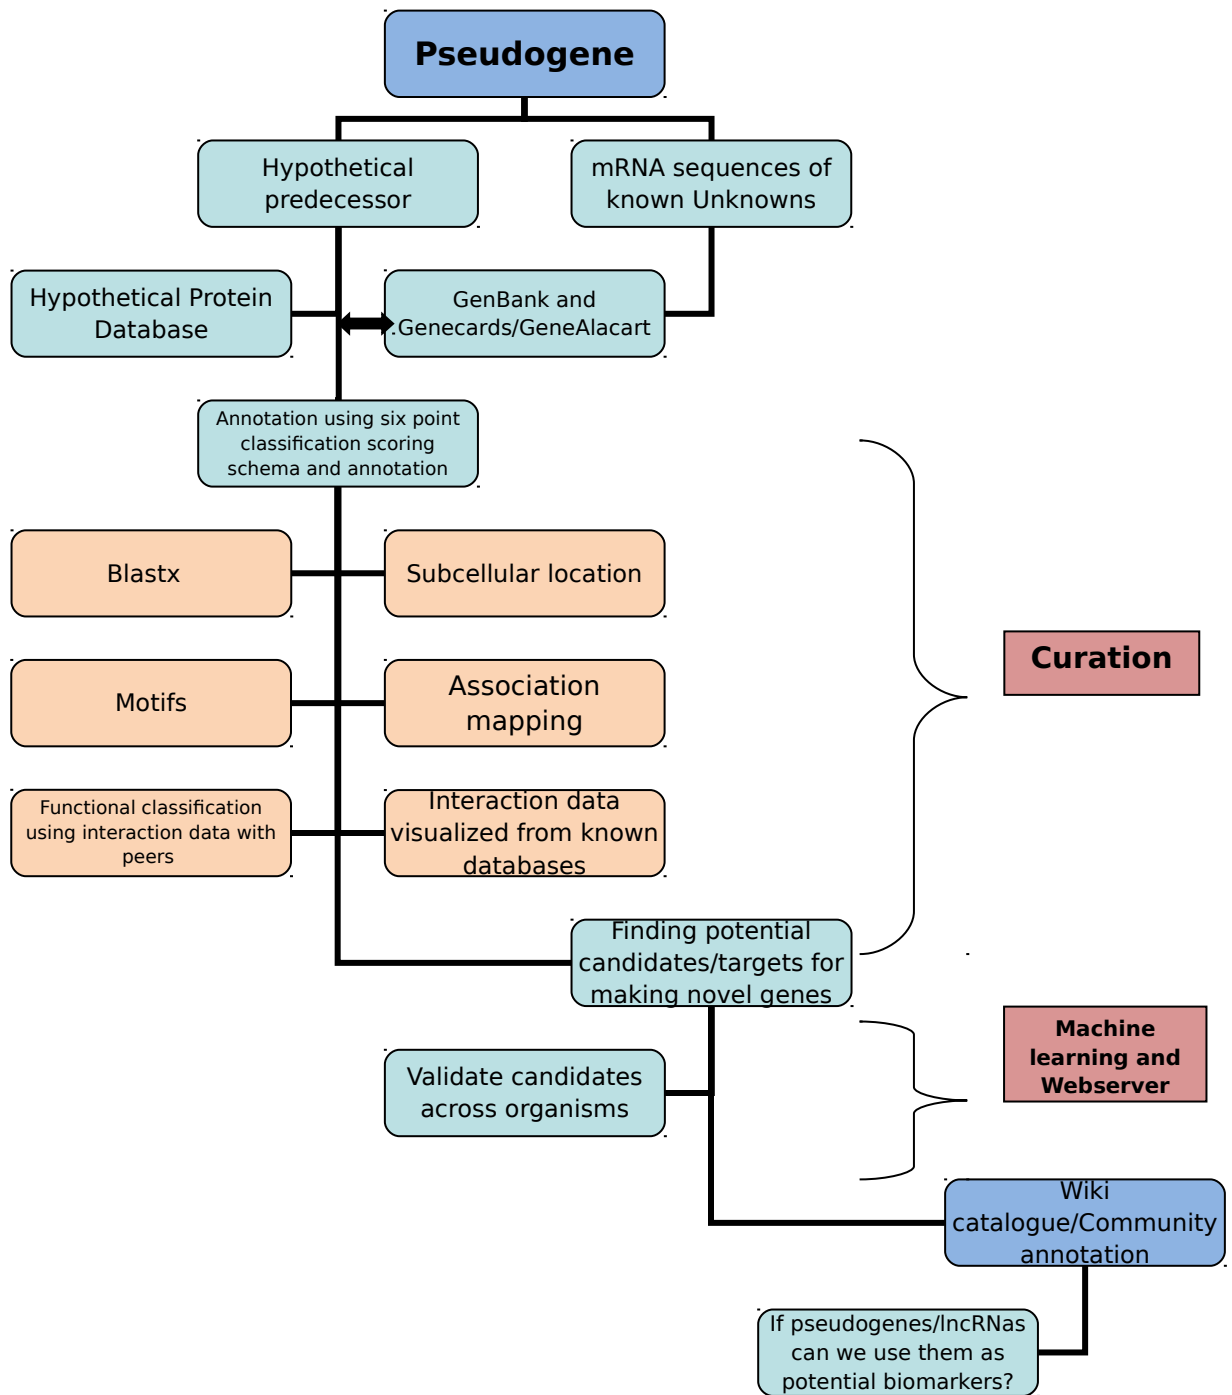 Pseudogene
Hypothetical
predecessor
mRNA sequences of
known Unknowns
Hypothetical Protein
Database
GenBank and
Genecards/GeneAlacart
Annotation using six point
classification scoring
schema and annotation
Blastx
Subcellular location
Motifs
Association
mapping
Curation
Functional classification
using interaction data with
peers
Interaction data
visualized from known
databases
Finding potential
candidates/targets for
making novel genes
Validate candidates
across organisms
Machine
learning and
Webserver
Wiki
catalogue/Community
annotation
If pseudogenes/lncRNAs
can we use them as
potential biomarkers?